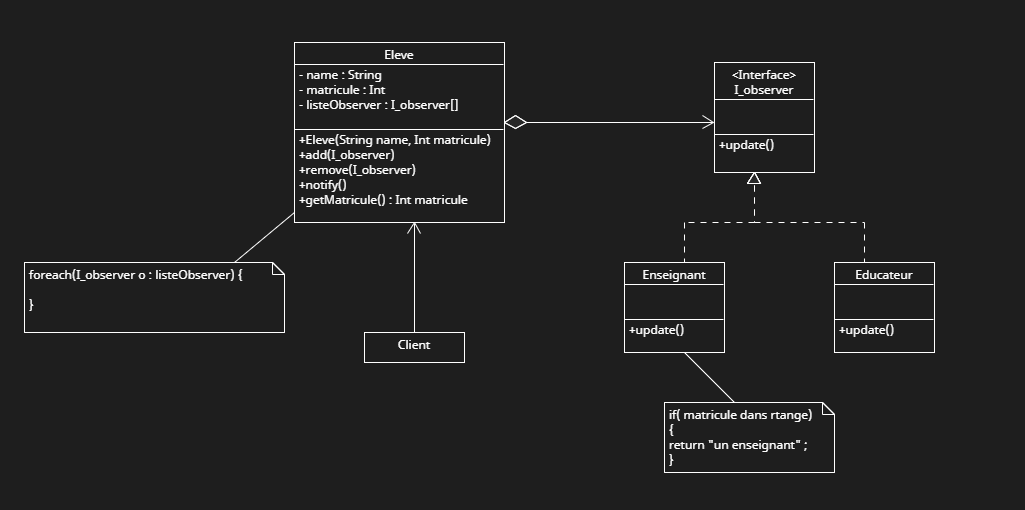 Eleve
- name : String
- matricule : Int
- listeObserver : I_observer[]
+Eleve(String name, Int matricule)
+add(I_observer)
+remove(I_observer)
+notify()
+getMatricule() : Int matricule
<Interface>
I_observer
+update()
foreach(I_observer o : listeObserver) {
}
Client
Enseignant
+update()
Educateur
+update()
if( matricule dans rtange)
{
return "un enseignant" ;
}